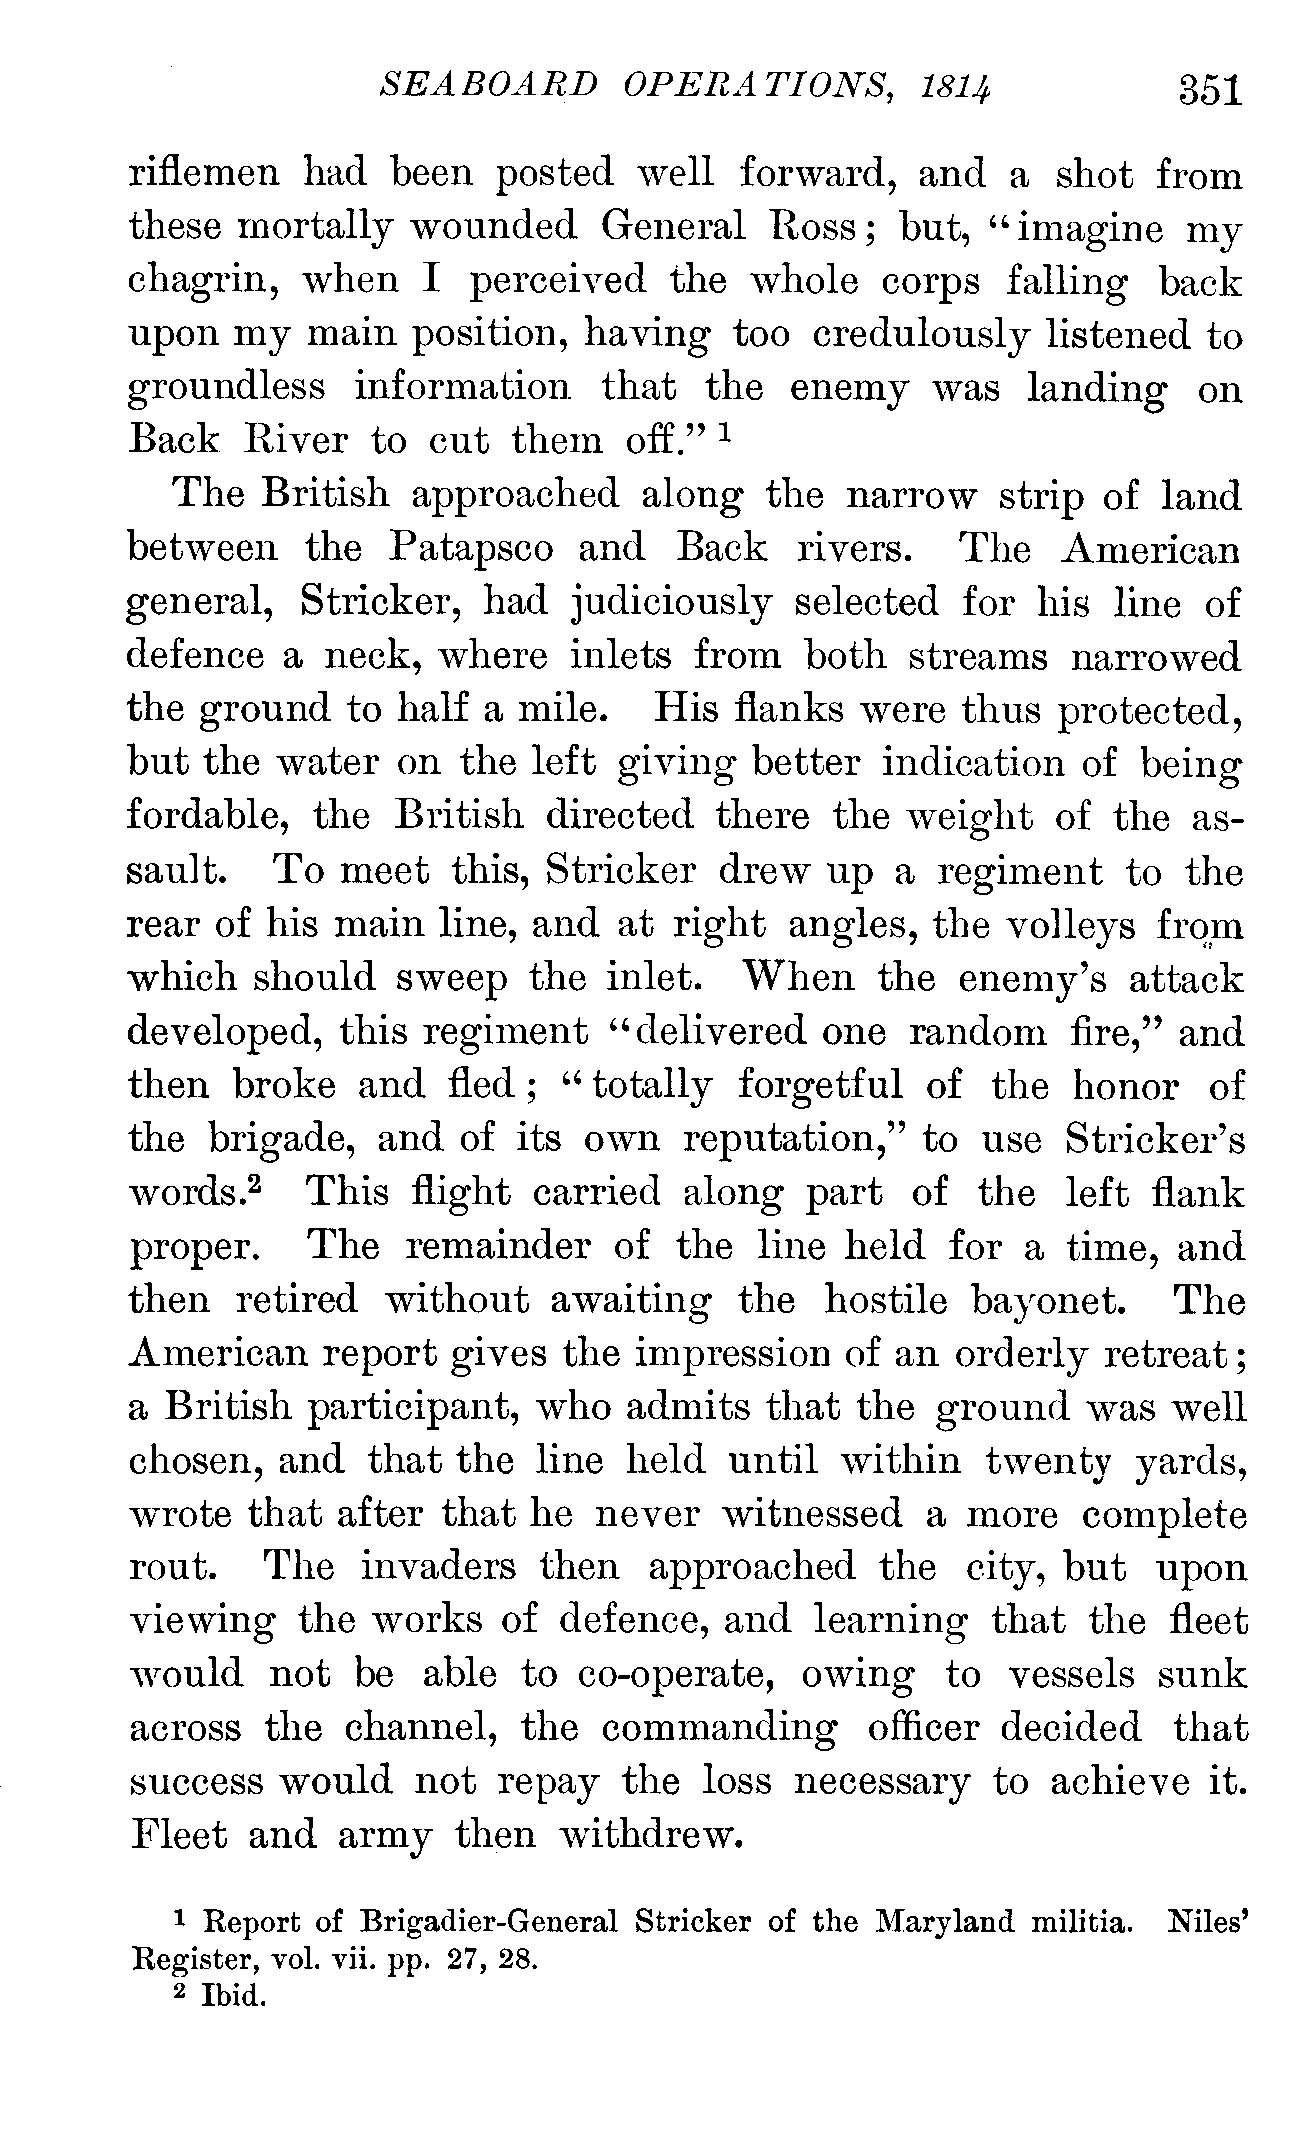 SEABOARD OPERATIONS, 1814 351
riflemen had been posted well forward, and a shot from
these mortally wounded General Ross; but, “imagine my
chagrin, when I perceived the whole corps falling back
upon my main position, having too credulously listened to
groundless information that the enemy was landing on
Back River to cut them off.” 1
The British approached along the narrow strip of land
between the Patapsco and Back rivers. The American
general, Stricker, had judiciously selected for his line of
defence a neck, where inlets from both streams narrowed
the ground to half a mile. His flanks were thus protected,
but the water on the left giving better indication of being
fordable, the British directed there the weight of the as-
sault. To meet this, Stricker drew up a regiment to the
rear of his main line, and at right angles, the volleys from
which should sweep the inlet. When the enemy’s attack
developed, this regiment “delivered one random fire,” and
then broke and fled; “totally forgetful of the honor of
the brigade, and of its own reputation,” to use Stricker’s
words.2 This flight carried along part of the left flank
proper. The remainder of the line held for a time, and
then retired without awaiting the hostile bayonet. The
American report gives the impression of an orderly retreat;
a British participant, who admits that the ground was well
chosen, and that the line held until within twenty yards,
wrote that after that he never witnessed a more complete
rout. The invaders then approached the city, but upon
viewing the works of defence, and learning that the fleet
would not be able to co-operate, owing to vessels sunk
across the channel, the commanding officer decided that
success would not repay the loss necessary to achieve it.
Fleet and army then withdrew.
1 Report of Brigadier-General Stricker of the Maryland militia. Niles’
Register, vol. vii. pp. 27, 28.
2 Ibid.